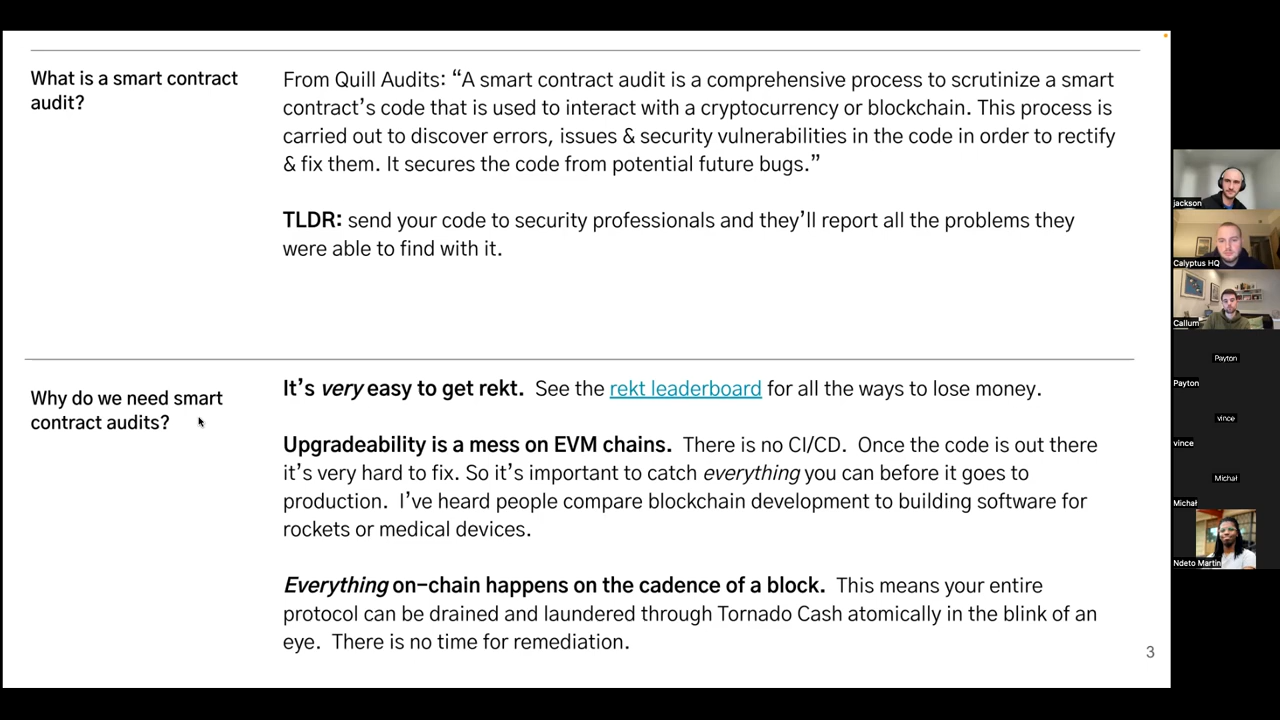 What is a smart contract
audit?
From Quill Audits: “A smart contract audit is a comprehensive process to scrutinize a smart
contract’s code that is used to interact with a cryptocurrency or blockchain. This process is
carried out to discover errors, issues & security vulnerabilities in the code in order to rectify
& fix them. It secures the code from potential future bugs.”
TLDR: send your code to security professionals and they’ll report all the problems they
were able to find with it.
Why do we need smart
contract audits?
It’s very easy to get rekt. See the rekt leaderboard for all the ways to lose money.
Upgradeability is a mess on EVM chains. There is no CI/CD. Once the code is out there
it’s very hard to fix. So it’s important to catch everything you can before it goes to
production. I’ve heard people compare blockchain development to building software for
rockets or medical devices.
Everything on-chain happens on the cadence of a block. This means your entire
protocol can be drained and laundered through Tornado Cash atomically in the blink of an
eye. There is no time for remediation.
3
jackson
Calyptus HQ
Callum
Payton
Payton
vince
vince
Michał
Michał
Ndeto Martin